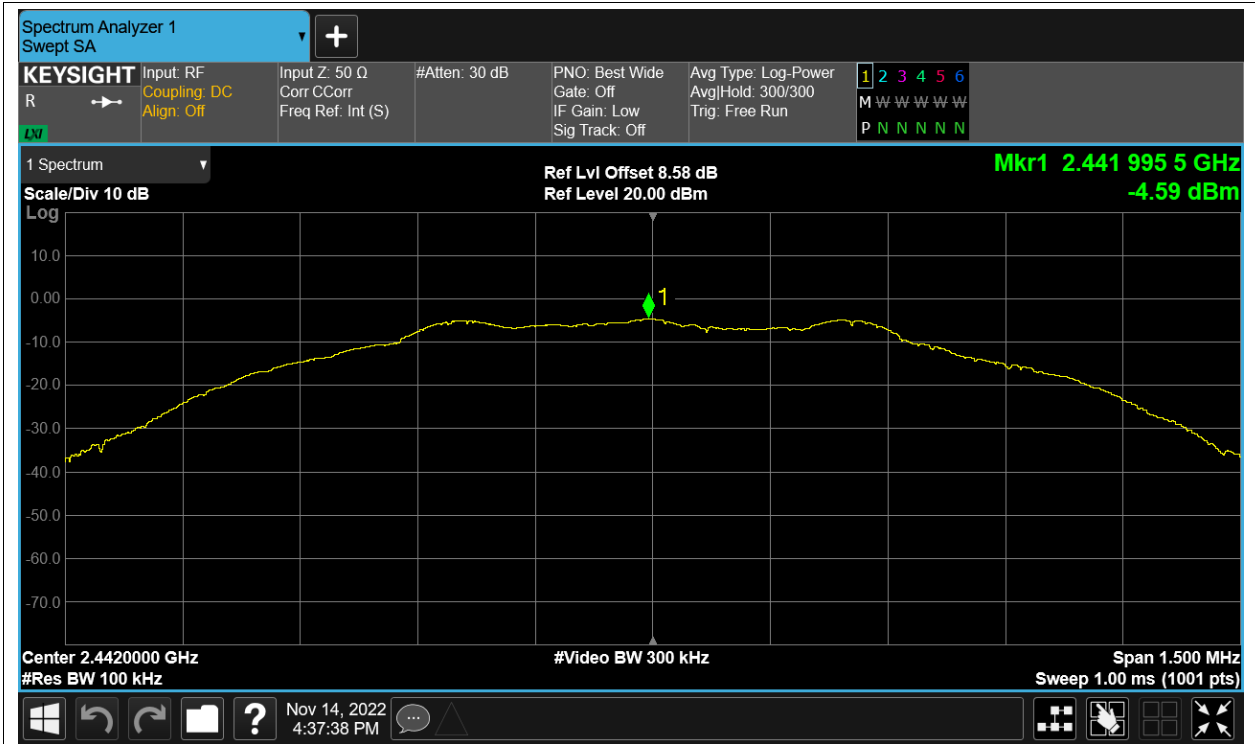 Spectrum Analyzer 1
Swept SA
KEYSIGHT
R
LXI
Input: RF
Coupling: DC
Align: Off
Input Z: 50 Ω
Corr CCorr
Freq Ref: Int (S)
#Atten: 30 dB
PNO: Best Wide
Gate: Off
IF Gain: Low
Sig Track: Off
Avg Type: Log-Power
Avg|Hold: 300/300
Trig: Free Run
1 2 3 4 5 6
M W W W W W
P N N N N N
1 Spectrum
Scale/Div 10 dB
Log
Ref Lvl Offset 8.58 dB
Ref Level 20.00 dBm
Mkr1 2.441 995 5 GHz
-4.59 dBm
1
10.0
0.00
-10.0
-20.0
-30.0
-40.0
-50.0
-60.0
-70.0
Center 2.4420000 GHz
#Video BW 300 kHz
Span 1.500 MHz
#Res BW 100 kHz
Sweep 1.00 ms (1001 pts)
?
Nov 14, 2022
4:37:38 PM